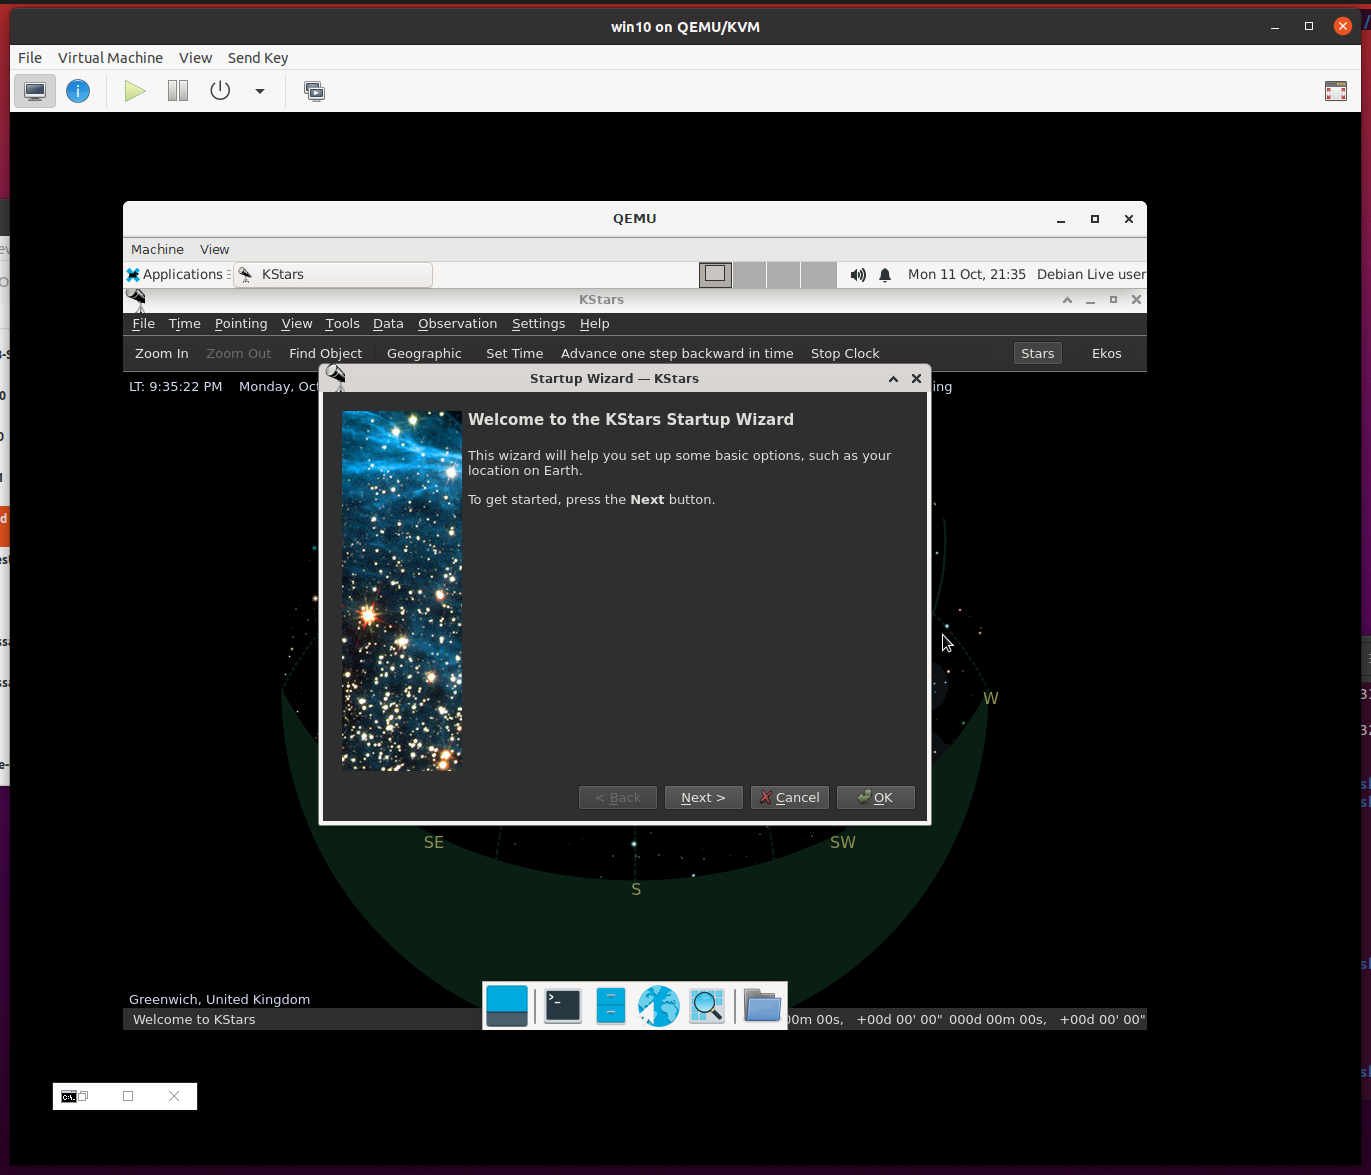 win10 on QEMU/KVM
File Virtual Machine View Send Key
QEMU
Machine View
Applications KStars Mon 11 Oct, 21:35 Debian Live user
KStars
File Time Pointing View Tools Data Observation Settings Help
Zoom In Zoom Out Find Object Geographic Set Time Advance one step backward in time Stop Clock Stars Ekos
LT: 9:35:22 PM Monday, Oct ing
Startup Wizard — KStars
Welcome to the KStars Startup Wizard
This wizard will help you set up some basic options, such as your
location on Earth.
To get started, press the Next button.
W
< Back Next > Cancel OK
SE SW
S
Greenwich, United Kingdom
Welcome to KStars 00m 00s, +00d 00' 00" 000d 00m 00s, +00d 00' 00"